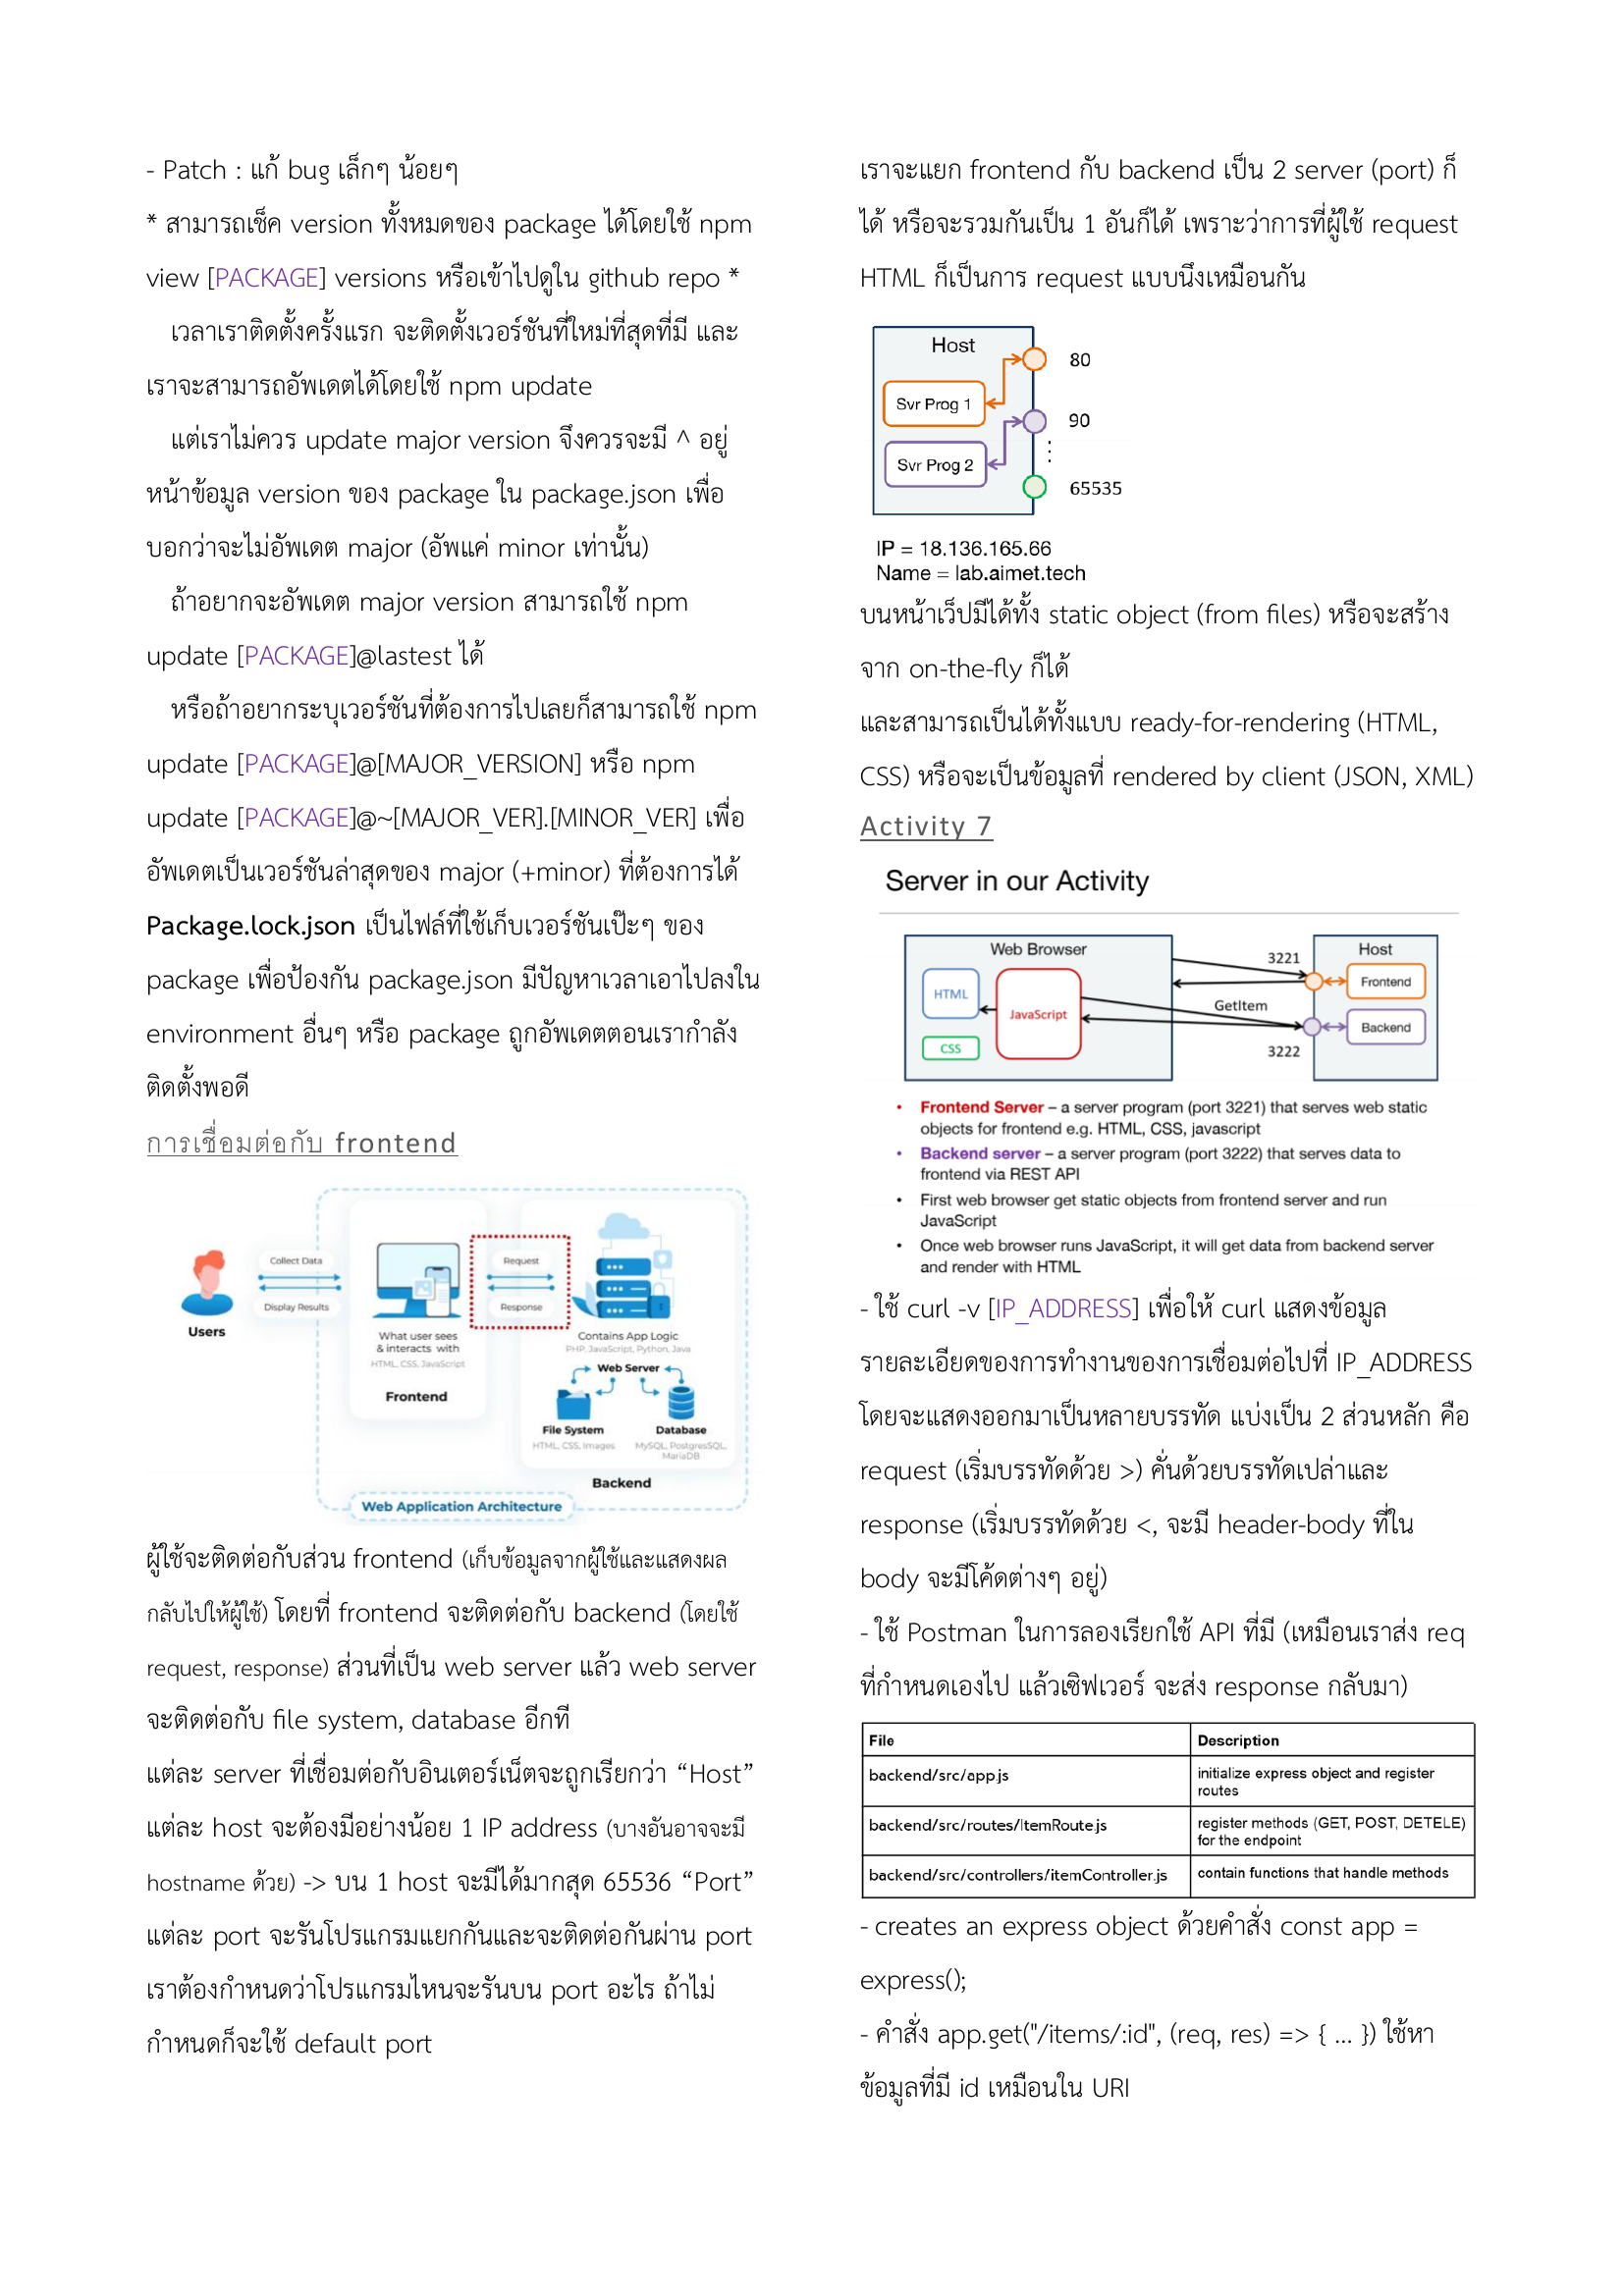 - Patch : แก้ bug เล็กๆ น้อยๆ
* สามารถเช็ค version ทั้งหมดของ package ได้โดยใช้ npm
view [PACKAGE] versions หรือเข้าไปดูใน github repo *
เวลาเราติดตั้งครั้งแรก จะติดตั้งเวอร์ชันที่ใหม่ที่สุดที่มี และ
เราจะสามารถอัพเดตได้โดยใช้ npm update
แต่เราไม่ควร update major version จึงควรจะมี ^ อยู่
หน้าข้อมูล version ของ package ใน package.json เพื่อ
บอกว่าจะไม่อัพเดต major (อัพแค่ minor เท่านั้น)
ถ้าอยากจะอัพเดต major version สามารถใช้ npm
update [PACKAGE]@lastest ได้
หรือถ้าอยากระบุเวอร์ชันที่ต้องการไปเลยก็สามารถใช้ npm
update [PACKAGE]@[MAJOR_VERSION] หรือ npm
update [PACKAGE]@~[MAJOR_VER].[MINOR_VER] เพื่อ
อัพเดตเป็นเวอร์ชันล่าสุดของ major (+minor) ที่ต้องการได้
Package.lock.json เป็นไฟล์ที่ใช้เก็บเวอร์ชันเป๊ะๆ ของ
package เพื่อป้องกัน package.json มีปัญหาเวลาเอาไปลงใน
environment อื่นๆ หรือ package ถูกอัพเดตตอนเรากำลัง
ติดตั้งพอดี
การเชื่อมต่อกับ frontend
Collect Data
Display Results
Users
What user sees
& interacts with
HTML, CSS, JavaScript
Frontend
Request
Response
Contains App Logic
PHP, JavaScript, Python, Java
Web Server
File System
HTML, CSS, Images
Database
MySQL, PostgresSQL,
MariaDB
Backend
Web Application Architecture
ผู้ใช้จะติดต่อกับส่วน frontend (เก็บข้อมูลจากผู้ใช้และแสดงผล
กลับไปให้ผู้ใช้) โดยที่ frontend จะติดต่อกับ backend (โดยใช้
request, response) ส่วนที่เป็น web server แล้ว web server
จะติดต่อกับ file system, database อีกที
แต่ละ server ที่เชื่อมต่อกับอินเตอร์เน็ตจะถูกเรียกว่า “Host”
แต่ละ host จะต้องมีอย่างน้อย 1 IP address (บางอันอาจจะมี
hostname ด้วย) -> บน 1 host จะมีได้มากสุด 65536 “Port”
แต่ละ port จะรันโปรแกรมแยกกันและจะติดต่อกันผ่าน port
เราต้องกำหนดว่าโปรแกรมไหนจะรันบน port อะไร ถ้าไม่
กำหนดก็จะใช้ default port
เราจะแยก frontend กับ backend เป็น 2 server (port) ก็
ได้ หรือจะรวมกันเป็น 1 อันก็ได้ เพราะว่าการที่ผู้ใช้ request
HTML ก็เป็นการ request แบบนึงเหมือนกัน
Host
Svr Prog 1
Svr Prog 2
80
90
65535
IP = 18.136.165.66
Name = lab.aimet.tech
บนหน้าเว็ปมีได้ทั้ง static object (from files) หรือจะสร้าง
จาก on-the-fly ก็ได้
และสามารถเป็นได้ทั้งแบบ ready-for-rendering (HTML,
CSS) หรือจะเป็นข้อมูลที่ rendered by client (JSON, XML)
Activity 7
Server in our Activity
Web Browser
HTML
CSS
JavaScript
3221
GetItem
3222
Host
Frontend
Backend
• Frontend Server – a server program (port 3221) that serves web static
objects for frontend e.g. HTML, CSS, javascript
• Backend server – a server program (port 3222) that serves data to
frontend via REST API
• First web browser get static objects from frontend server and run
JavaScript
• Once web browser runs JavaScript, it will get data from backend server
and render with HTML
- ใช้ curl -v [IP_ADDRESS] เพื่อให้ curl แสดงข้อมูล
รายละเอียดของการทำงานของการเชื่อมต่อไปที่ IP_ADDRESS
โดยจะแสดงออกมาเป็นหลายบรรทัด แบ่งเป็น 2 ส่วนหลัก คือ
request (เริ่มบรรทัดด้วย >) คั่นด้วยบรรทัดเปล่าและ
response (เริ่มบรรทัดด้วย <, จะมี header-body ที่ใน
body จะมีโค้ดต่างๆ อยู่)
- ใช้ Postman ในการลองเรียกใช้ API ที่มี (เหมือนเราส่ง req
ที่กำหนดเองไป แล้วเซิฟเวอร์ จะส่ง response กลับมา)
File Description
backend/src/app.js initialize express object and register
routes
backend/src/routes/ItemRoute.js register methods (GET, POST, DETELE)
for the endpoint
backend/src/controllers/itemController.js contain functions that handle methods
- creates an express object ด้วยคำสั่ง const app =
express();
- คำสั่ง app.get("/items/:id", (req, res) => { ... }) ใช้หา
ข้อมูลที่มี id เหมือนใน URI